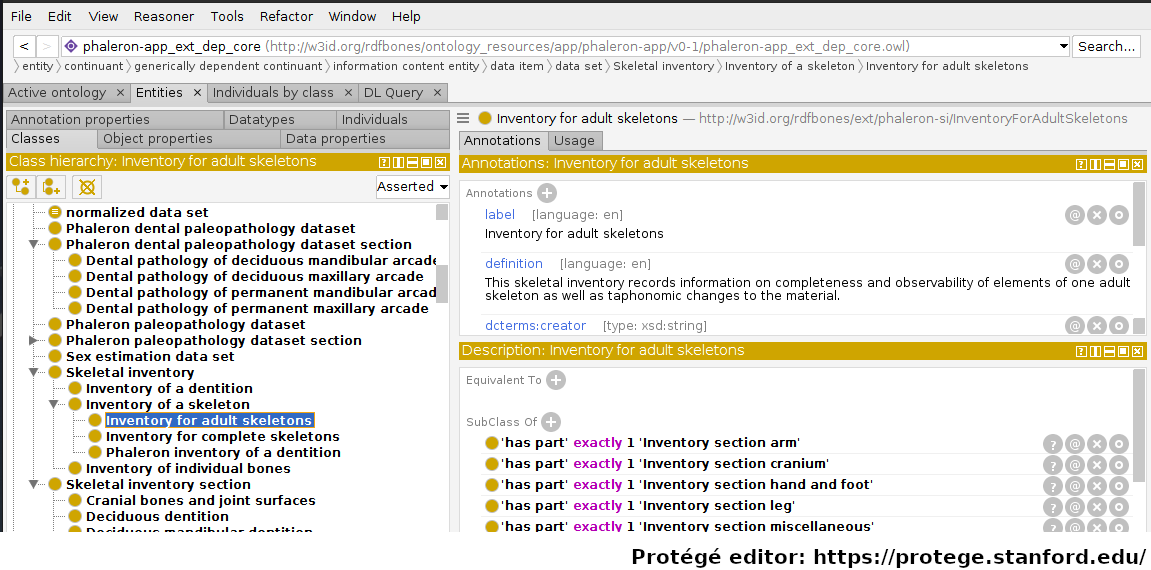 File Edit View Reasoner Tools Refactor Window Help
< > phaleron-app_ext_dep_core (http://w3id.org/rdfbones/ontology_resources/app/phaleron-app/v0-1/phaleron-app_ext_dep_core.owl) Search...
entity continuant generically dependent continuant information content entity data item data set Skeletal inventory Inventory of a skeleton Inventory for adult skeletons
Active ontology × Entities × Individuals by class × DL Query ×
Annotation properties Datatypes Individuals
Classes Object properties Data properties
Class hierarchy: Inventory for adult skeletons
Asserted
normalized data set
Phaleron dental paleopathology dataset
Phaleron dental paleopathology dataset section
Dental pathology of deciduous mandibular arcade
Dental pathology of deciduous maxillary arcade
Dental pathology of permanent mandibular arcad
Dental pathology of permanent maxillary arcade
Phaleron paleopathology dataset
Phaleron paleopathology dataset section
Sex estimation data set
Skeletal inventory
Inventory of a dentition
Inventory of a skeleton
Inventory for adult skeletons
Inventory for complete skeletons
Phaleron inventory of a dentition
Inventory of individual bones
Skeletal inventory section
Cranial bones and joint surfaces
Deciduous dentition
Deciduous mandibular dentition
Inventory for adult skeletons — http://w3id.org/rdfbones/ext/phaleron-si/InventoryForAdultSkeletons
Annotations Usage
Annotations: Inventory for adult skeletons
Annotations
label [language: en]
Inventory for adult skeletons
definition [language: en]
This skeletal inventory records information on completeness and observability of elements of one adult
skeleton as well as taphonomic changes to the material.
dcterms:creator [type: xsd:string]
Description: Inventory for adult skeletons
Equivalent To
SubClass Of
'has part' exactly 1 'Inventory section arm'
'has part' exactly 1 'Inventory section cranium'
'has part' exactly 1 'Inventory section hand and foot'
'has part' exactly 1 'Inventory section leg'
'has part' exactly 1 'Inventory section miscellaneous'
Protégé editor: https://protege.stanford.edu/